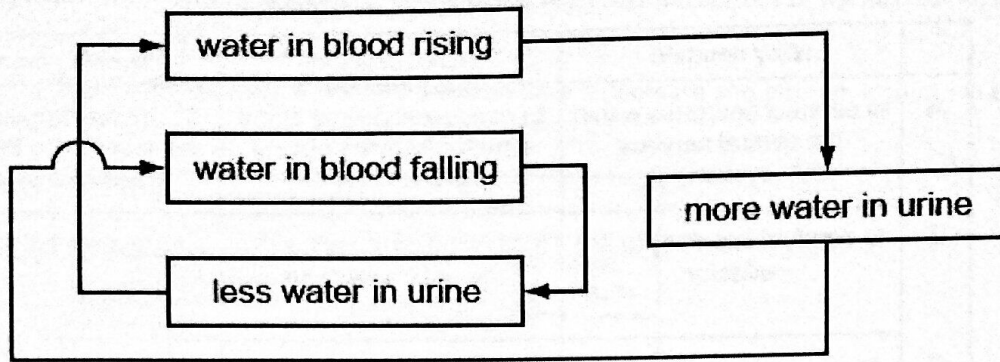 water in blood rising
water in blood falling
more water in urine
less water in urine